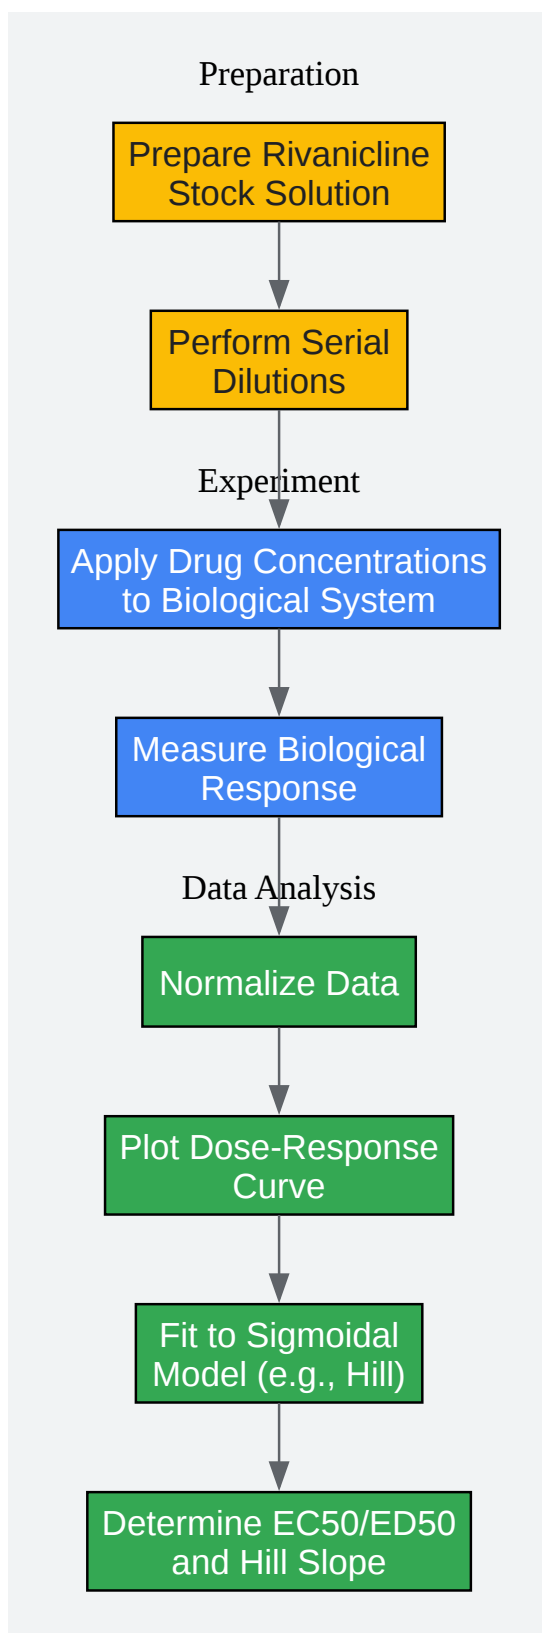 Preparation
Prepare Rivanicline
Stock Solution
Perform Serial
Dilutions
Experiment
Apply Drug Concentrations
to Biological System
Measure Biological
Response
Data Analysis
Normalize Data
Plot Dose-Response
Curve
Fit to Sigmoidal
Model (e.g., Hill)
Determine EC50/ED50
and Hill Slope